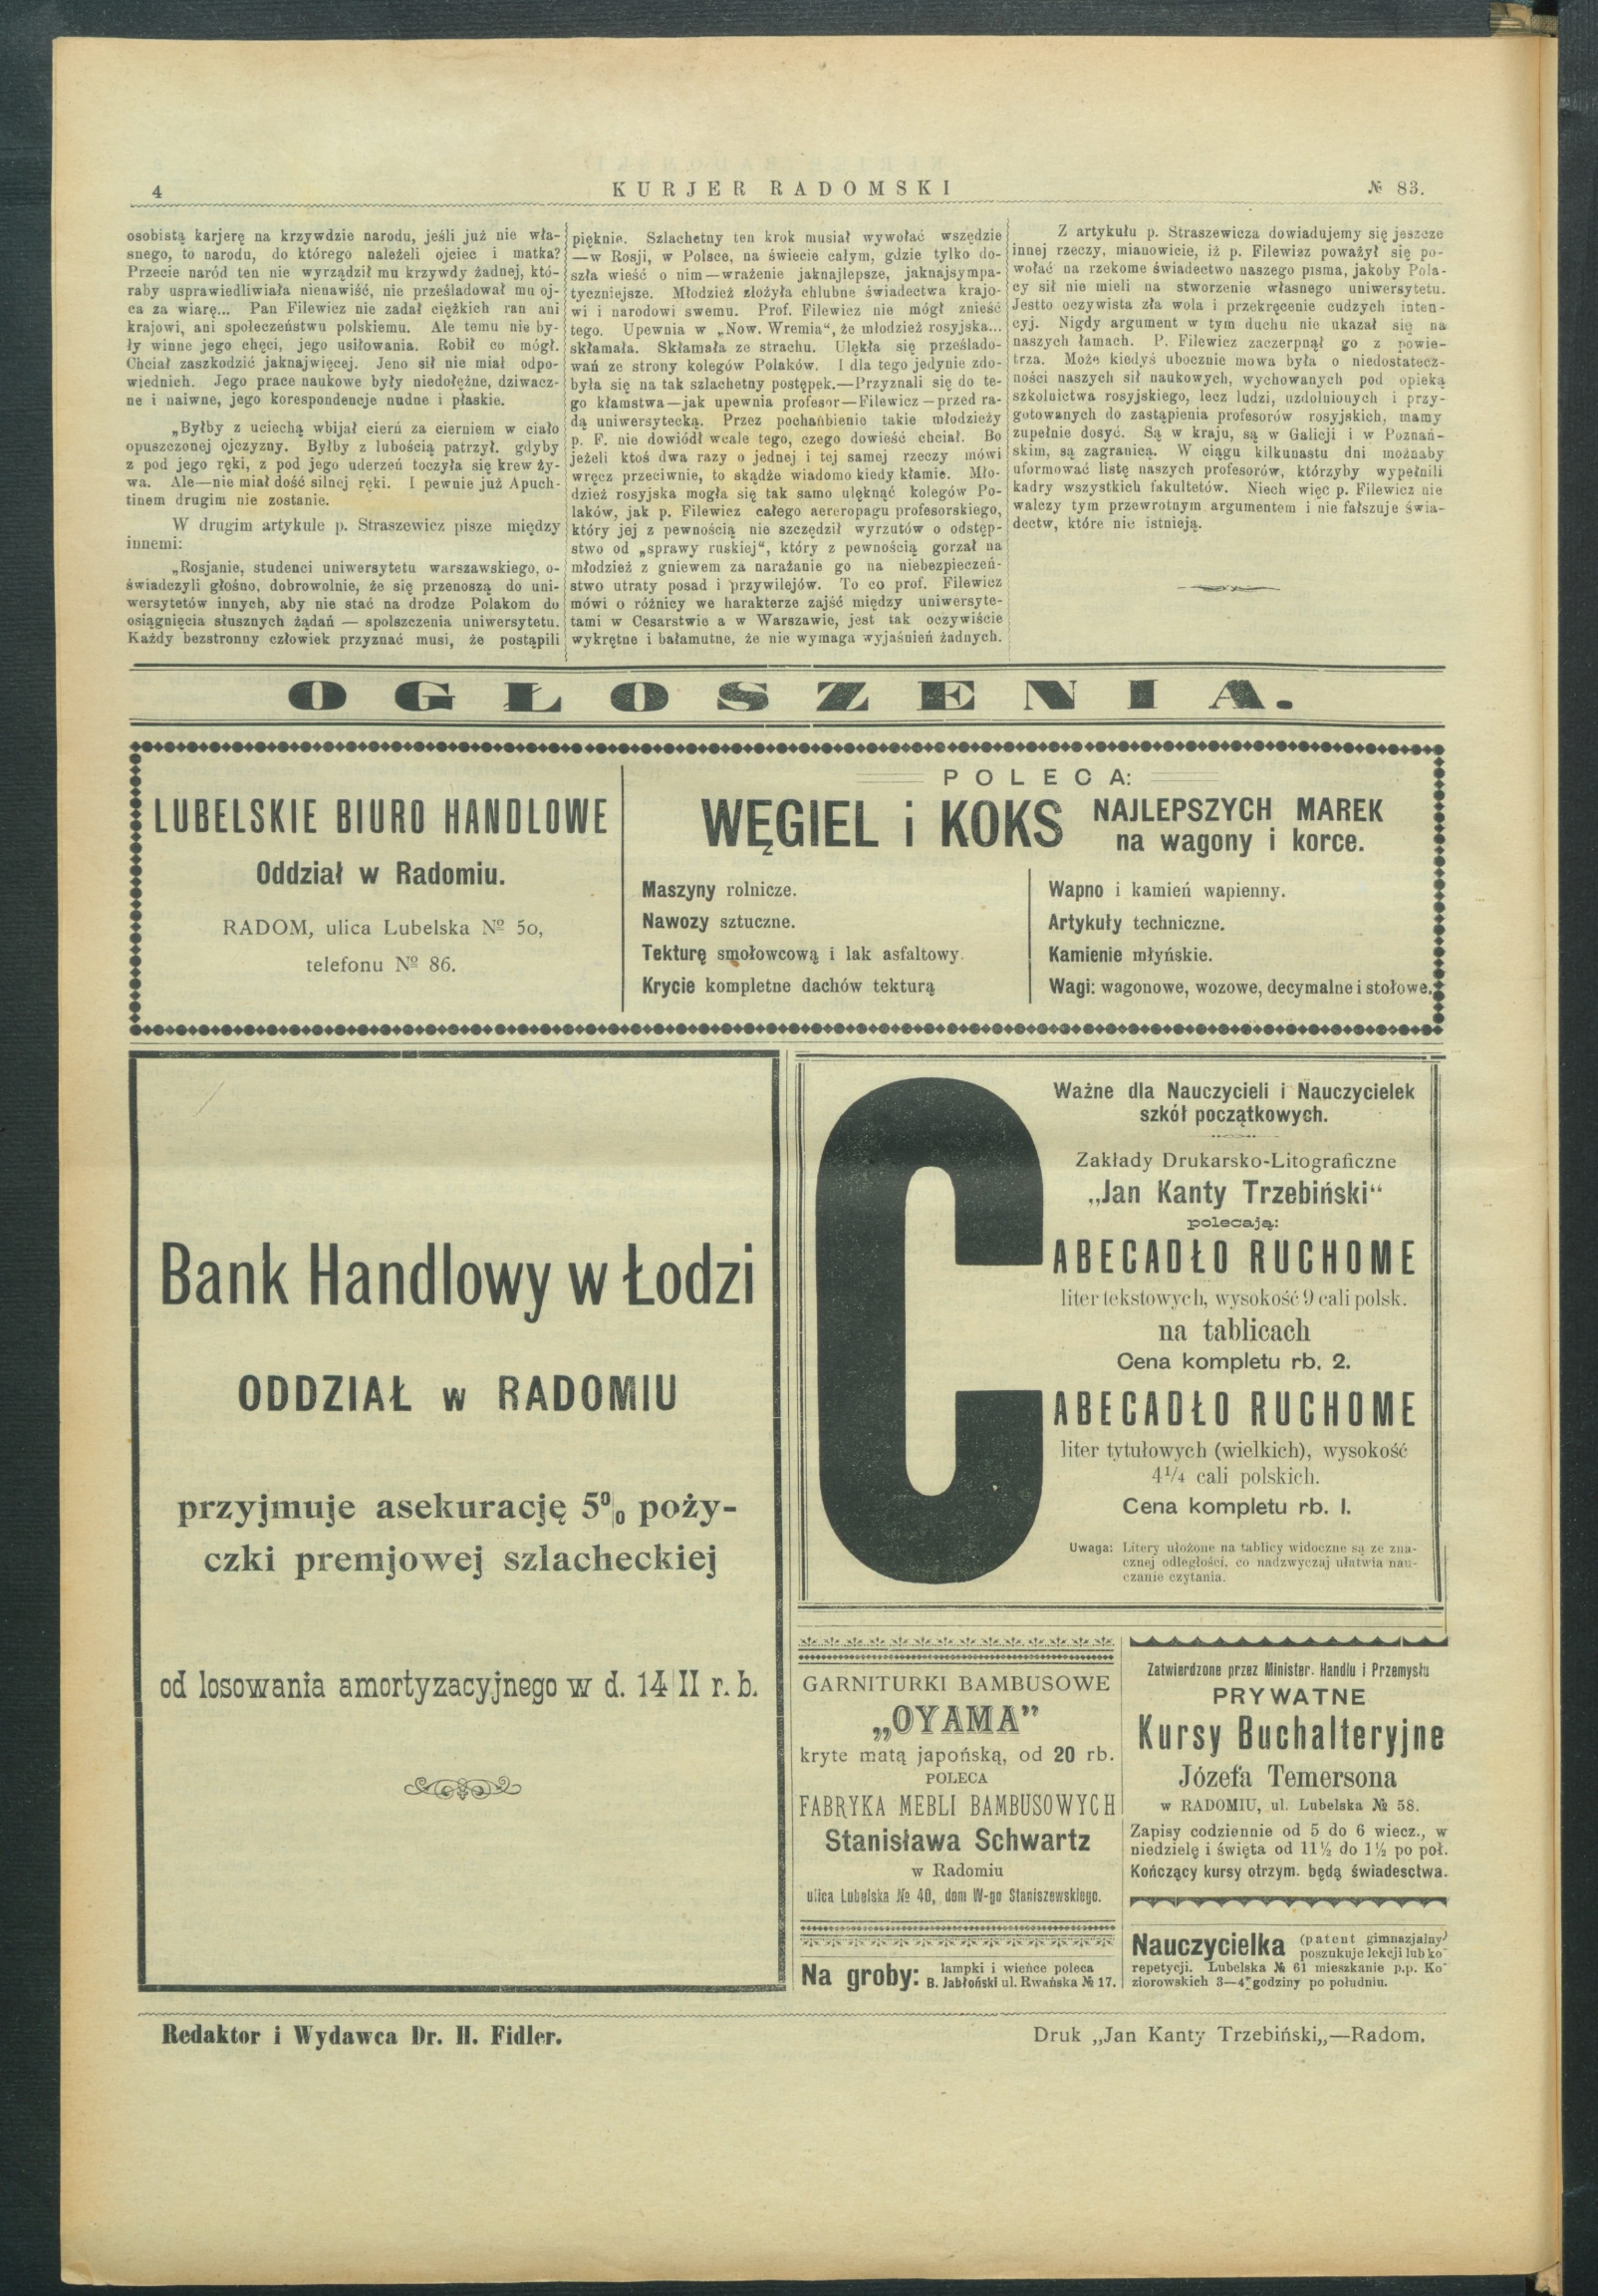 4
KURJER RADOMSKI
№ 83.
osobistą karjerę na krzywdzie narodu, jeśli już nie wła-
snego, to narodu, do którego należeli ojciec i matka?
Przecie naród ten nie wyrządził mu krzywdy żadnej, któ-
raby usprawiedliwiała nienawiść, nie prześladował mu oj-
ca za wiarę... Pan Filewicz nie zadał ciężkich ran ani
krajowi, ani społeczeństwu polskiemu. Ale temu nie by-
ły winne jego chęci, jego usiłowania. Robił co mógł.
Chciał zaszkodzić jaknajwięcej. Jeno sił nie miał odpo-
wiednich. Jego prace naukowe były niedołężne, dziwacz-
ne i naiwne, jego korespondencje nudne i płaskie.
„Byłby z uciechą wbijał cierń za cierniem w ciało
opuszczonej ojczyzny. Byłby z lubością patrzył. gdyby
z pod jego ręki, z pod jego uderzeń toczyła się krew ży-
wa. Ale—nie miał dość silnej ręki. I pewnie już Apuch-
tinem drugim nie zostanie.
W drugim artykule p. Straszewicz pisze między
innemi:
„Rosjanie, studenci uniwersytetu warszawskiego, o-
świadczyli głośno, dobrowolnie, że się przenoszą do uni-
wersytetów innych, aby nie stać na drodze Polakom do
osiągnięcia słusznych żądań — spolszczenia uniwersytetu.
Każdy bezstronny człowiek przyznać musi, że postąpili
pięknie. Szlachetny ten krok musiał wywołać wszędzie
—w Rosji, w Polsce, na świecie całym, gdzie tylko do-
szła wieść o nim—wrażenie jaknajlepsze, jaknajsympa-
tyczniejsze. Młodzież złożyła chlubne świadectwa krajo-
wi i narodowi swemu. Prof. Filewicz nie mógł znieść
tego. Upewnia w „Now. Wremia“, że młodzież rosyjska...
skłamała. Skłamała ze strachu. Ulękła się prześlado-
wań ze strony kolegów Polaków. I dla tego jedynie zdo-
była się na tak szlachetny postępek.—Przyznali się do te-
go kłamstwa—jak upewnia profesor—Filewicz—przed ra-
dą uniwersytecką. Przez pochańbienie takie młodzieży
p. F. nie dowiódł wcale tego, czego dowieść chciał. Bo
jeżeli ktoś dwa razy o jednej i tej samej rzeczy mówi
wręcz przeciwnie, to skądże wiadomo kiedy kłamie. Mło-
dzież rosyjska mogła się tak samo ulęknąć kolegów Po-
laków, jak p. Filewicz całego aereropagu profesorskiego,
który jej z pewnością nie szczędził wyrzutów o odstęp-
stwo od „sprawy ruskiej“, który z pewnością gorzał na
młodzież z gniewem za narażanie go na niebezpieczeń-
stwo utraty posad i przywilejów. To co prof. Filewicz
mówi o różnicy we harakterze zajść między uniwersyte-
tami w Cesarstwie a w Warszawie, jest tak oczywiście
wykrętne i bałamutne, że nie wymaga wyjaśnień żadnych.
Z artykułu p. Straszewicza dowiadujemy się jeszcze
innej rzeczy, mianowicie, iż p. Filewisz poważył się po-
wołać na rzekome świadectwo naszego pisma, jakoby Pola-
cy sił nie mieli na stworzenie własnego uniwersytetu.
Jestto oczywista zła wola i przekręcenie cudzych inten-
cyj. Nigdy argument w tym duchu nie ukazał się na
naszych łamach. P. Filewicz zaczerpnął go z powie-
trza. Może kiedyś ubocznie mowa była o niedostatecz-
ności naszych sił naukowych, wychowanych pod opieką
szkolnictwa rosyjskiego, lecz ludzi, uzdolnionych i przy-
gotowanych do zastąpienia profesorów rosyjskich, mamy
zupełnie dosyć. Są w kraju, są w Galicji i w Poznań-
skim, są zagranicą. W ciągu kilkunastu dni możnaby
uformować listę naszych profesorów, którzyby wypełnili
kadry wszystkich fakultetów. Niech więc p. Filewicz nie
walczy tym przewrotnym argumentem i nie fałszuje świa-
dectw, które nie istnieją.
OGŁOSZENIA.
LUBELSKIE BIURO HANDLOWE
Oddział w Radomiu.
RADOM, ulica Lubelska № 50,
telefonu № 86.
POLECA:
WĘGIEL i KOKS NAJLEPSZYCH MAREK
na wagony i korce.
Maszyny rolnicze.
Nawozy sztuczne.
Tekturę smołowcową i lak asfaltowy.
Krycie kompletne dachów tekturą
Wapno i kamień wapienny.
Artykuły techniczne.
Kamienie młyńskie.
Wagi: wagonowe, wozowe, decymalne i stołowe.
Bank Handlowy w Łodzi
ODDZIAŁ w RADOMIU
przyjmuje asekurację 5% poży-
czki premjowej szlacheckiej
od losowania amortyzacyjnego w d. 14|II r. b.
C
Ważne dla Nauczycieli i Nauczycielek
szkół początkowych.
Zakłady Drukarsko-Litograficzne
„Jan Kanty Trzebiński“
polecają:
ABECADŁO RUCHOME
liter tekstowych, wysokość 9 cali polsk.
na tablicach
Cena kompletu rb. 2.
ABECADŁO RUCHOME
liter tytułowych (wielkich), wysokość
4¼ cali polskich.
Cena kompletu rb. I.
Uwaga: Litery ułożone na tablicy widoczne są ze zna-
cznej odległości, co nadzwyczaj ułatwia nau-
czanie czytania.
GARNITURKI BAMBUSOWE
„OYAMA”
kryte matą japońską, od 20 rb.
POLECA
FABRYKA MEBLI BAMBUSOWYCH
Stanisława Schwartz
w Radomiu
ulica Lubelska № 40, dom W-go Staniszewskiego.
Na groby: lampki i wieńce poleca
B. Jabłoński ul. Rwańska № 17.
Zatwierdzone przez Minister. Handlu i Przemysłu
PRYWATNE
Kursy Buchalteryjne
Józefa Temersona
w RADOMIU, ul. Lubelska № 58.
Zapisy codziennie od 5 do 6 wiecz., w
niedzielę i święta od 11½ do 1½ po poł.
Kończący kursy otrzym. będą świadesctwa.
Nauczycielka (patent gimnazjalny)
poszukuje lekcji lub ko-
repetycji. Lubelska № 61 mieszkanie p.p. Ko-
ziorowskich 3—4 godziny po południu.
Redaktor i Wydawca Dr. H. Fidler.
Druk „Jan Kanty Trzebiński„—Radom.